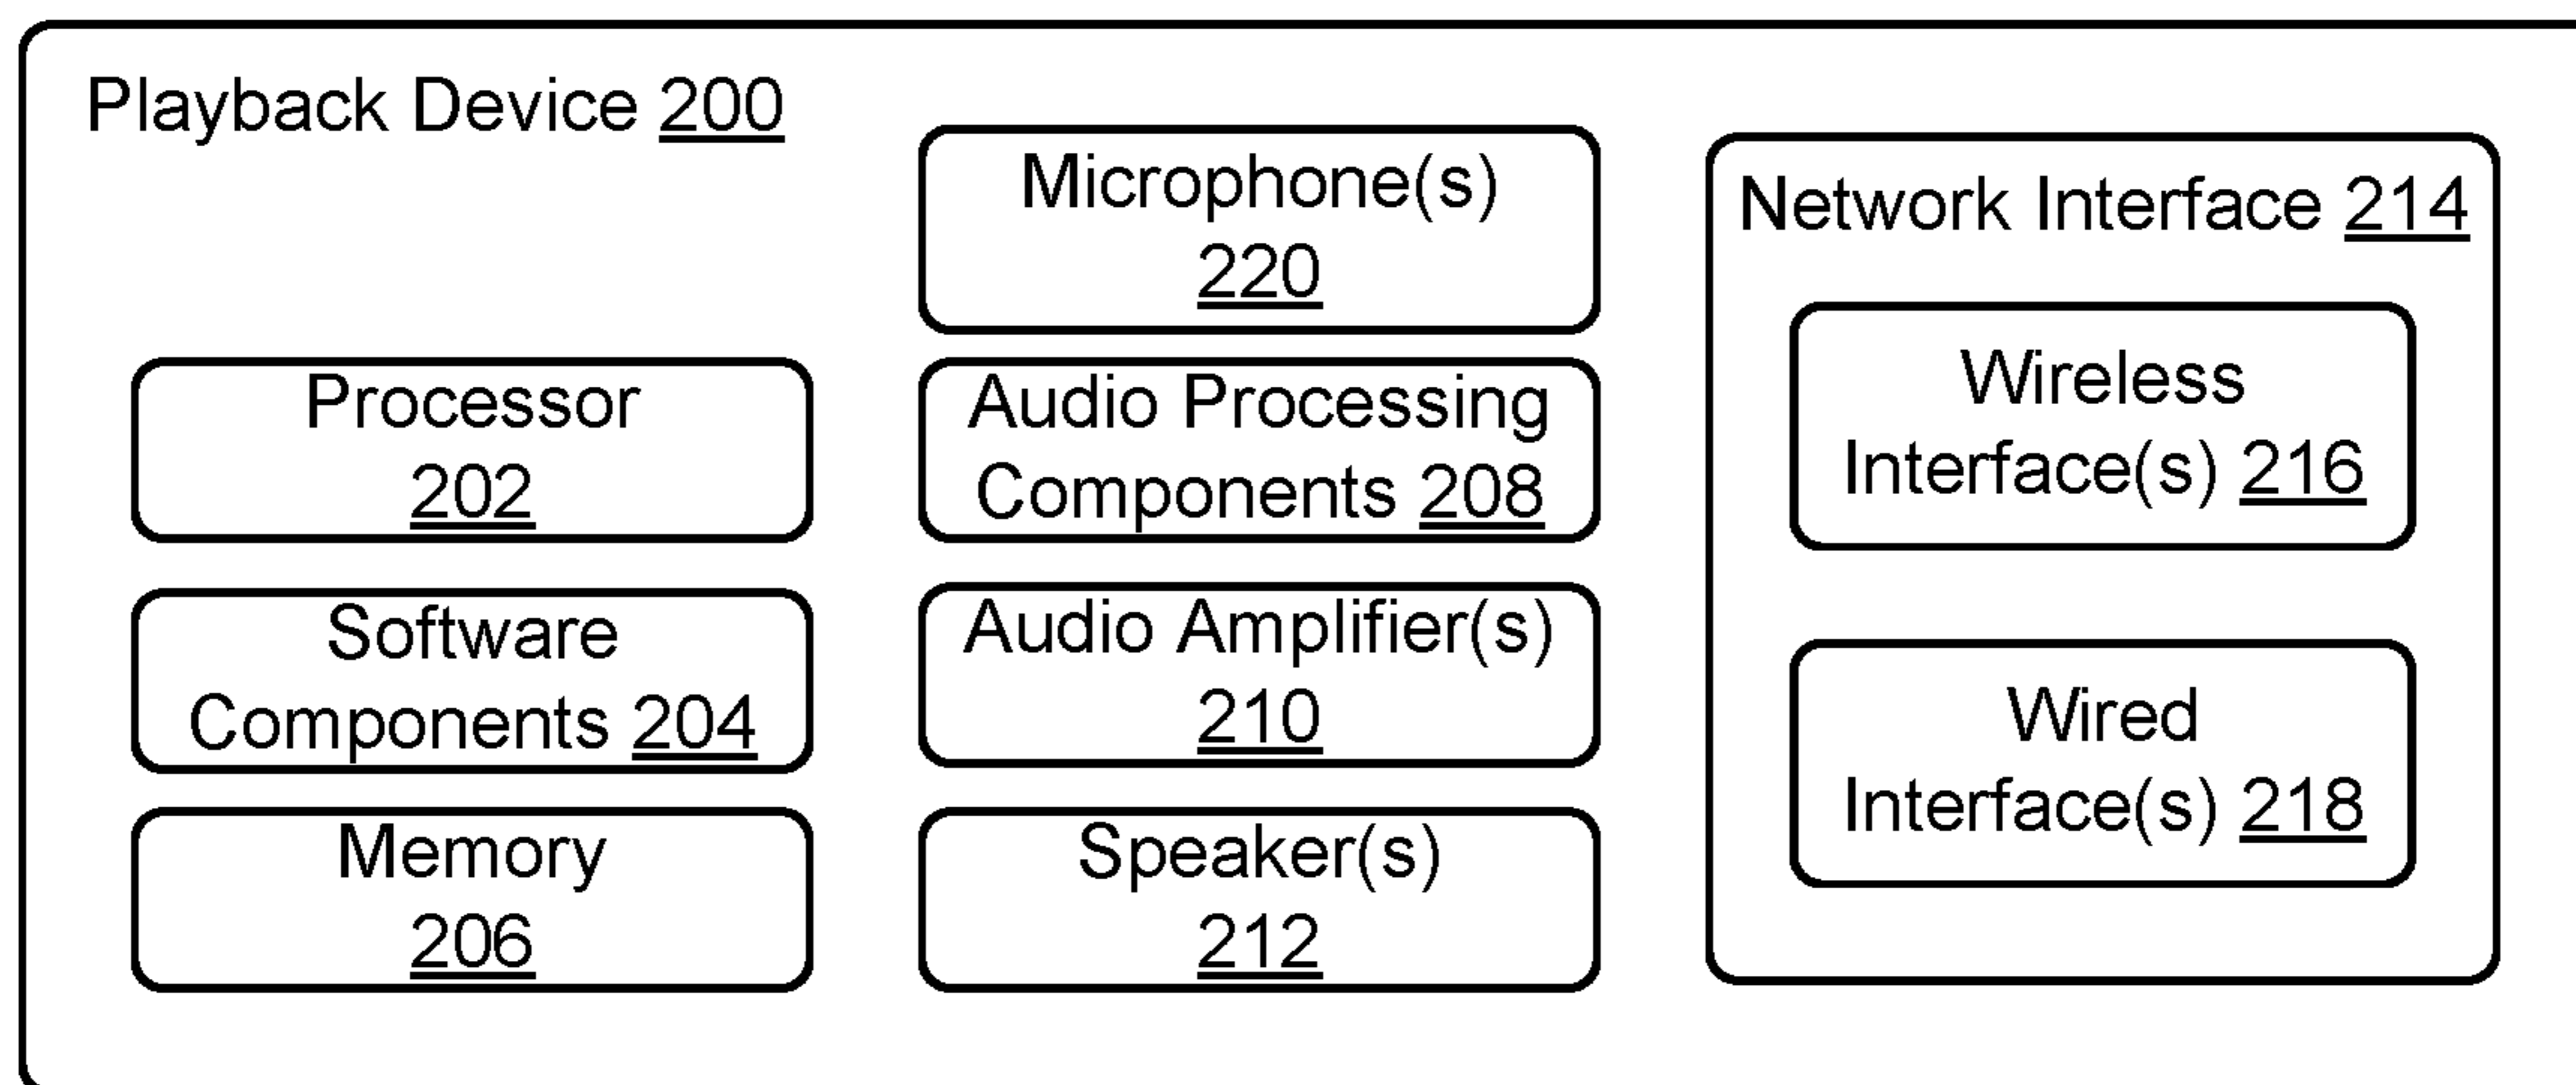 Playback Device 200
Processor
202
Software
Components 204
Memory
206
Microphone(s)
220
Audio Processing
Components 208
Audio Amplifier(s)
210
Speaker(s)
212
Network Interface 214
Wireless
Interface(s) 216
Wired
Interface(s) 218